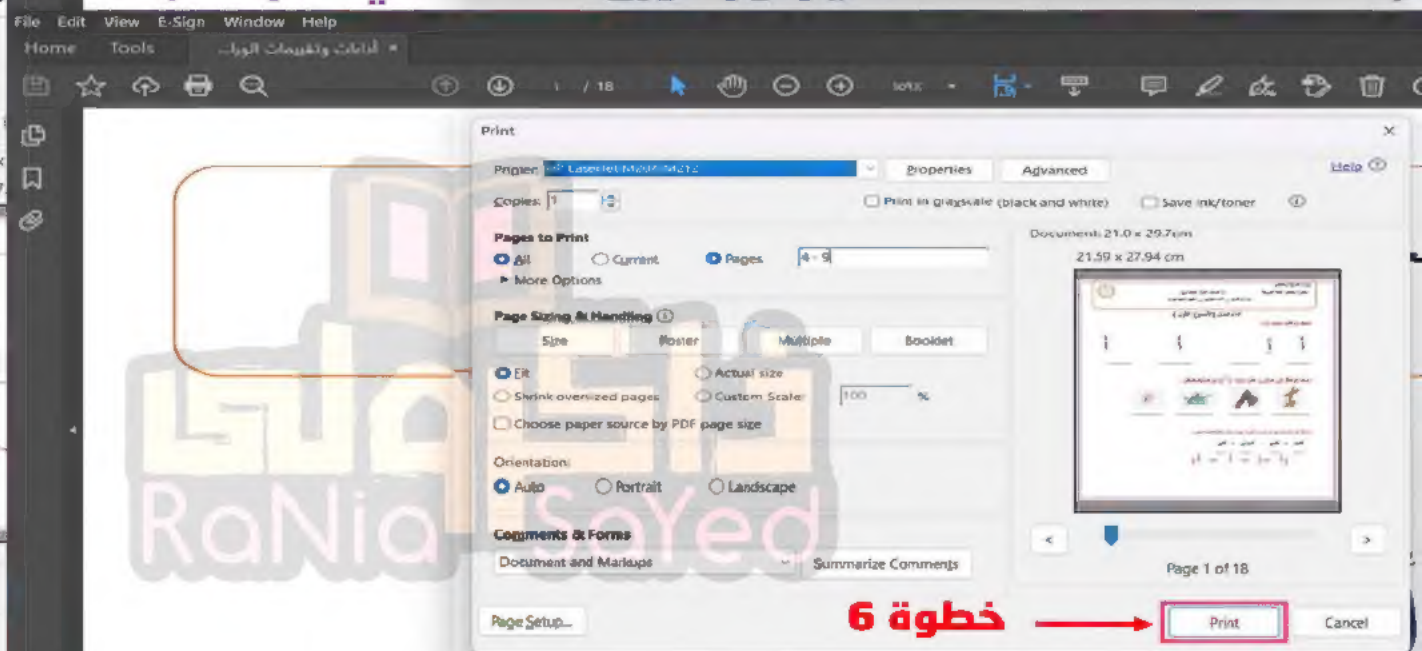 File Edit View E-Sign Window Help
Home Tools أداءات وتقييمات الورا... ×
1 / 18
Print ×
Printer: Properties Advanced Help
Copies: 1 Print in grayscale (black and white) Save ink/toner
Pages to Print
All Current Pages 4 - 9
More Options
Document: 21.0 x 29.7cm
21.59 x 27.94 cm
Page Sizing & Handling
Size Poster Multiple Booklet
Fit Actual size
Shrink oversized pages Custom Scale: 100 %
Choose paper source by PDF page size
Orientation:
Auto Portrait Landscape
Comments & Forms
Document and Markups Summarize Comments
< >
Page 1 of 18
Page Setup... خطوة 6 Print Cancel
RaNia SaYed